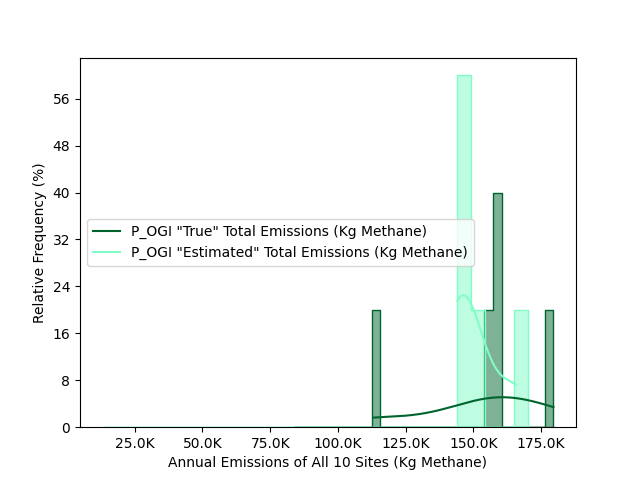 56
48
40
32
24
16
8
0
Relative Frequency (%)
P_OGI "True" Total Emissions (Kg Methane)
P_OGI "Estimated" Total Emissions (Kg Methane)
25.0K 50.0K 75.0K 100.0K 125.0K 150.0K 175.0K
Annual Emissions of All 10 Sites (Kg Methane)